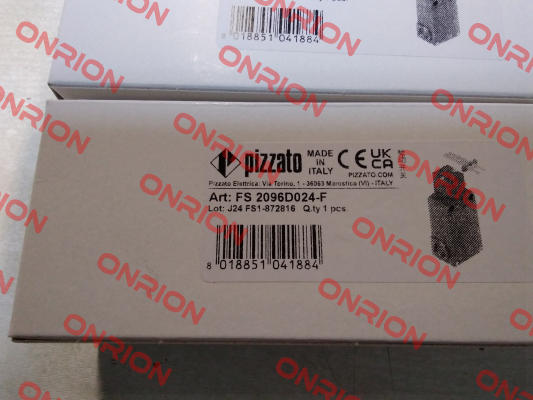 8 018851 041884
pizzato
MADE IN ITALY
CE UK CA
PIZZATO.COM
Pizzato Elettrica: Via Torino, 1 - 36063 Marostica (VI) - ITALY
Art: FS 2096D024-F
Lot: J24 FS1-872816 Q.ty 1 pcs
8 018851 041884
ONRION
ONRION
ONRION
ONRION
ONRION
ONRION
ONRION
ONRION
ONRION
ONRION
ONRION
ONRION
ONRION